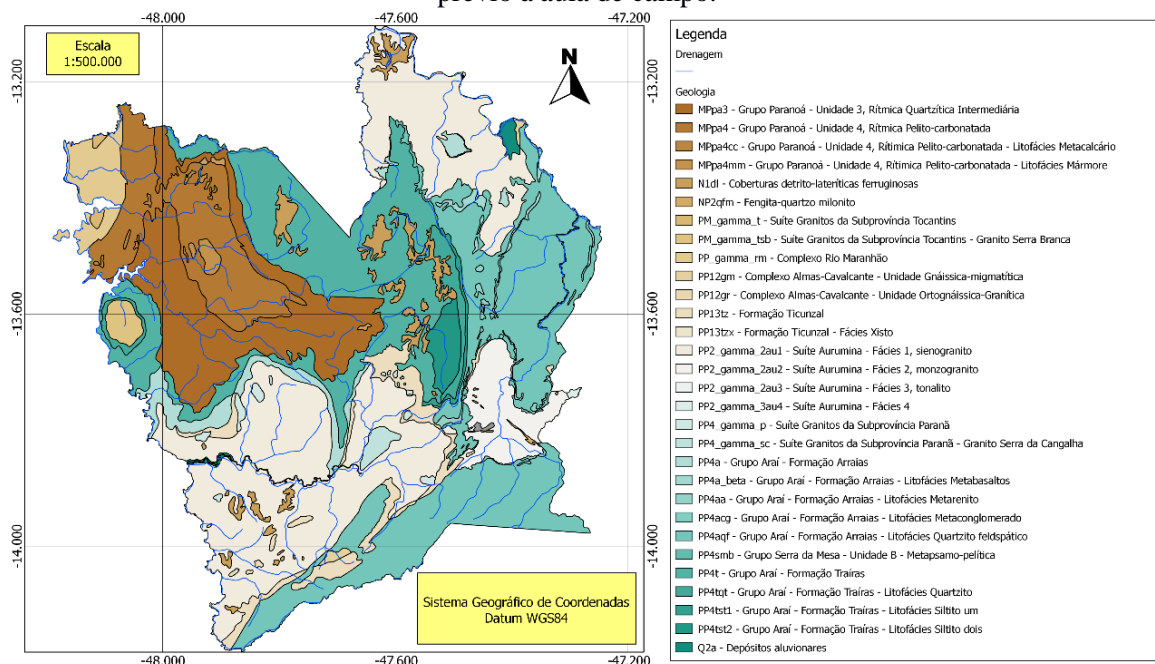 prévio à aula de campo.
-48.000
-47.600
-47.200
Escala
1:500.000
N
-13.200
-13.200
-13.600
-13.600
-14.000
-14.000
Sistema Geográfico de Coordenadas
Datum WGS84
-48.000
-47.600
-47.200
Legenda
Drenagem
Geologia
MPpa3 - Grupo Paranoá - Unidade 3, Rítmica Quartzítica Intermediária
MPpa4 - Grupo Paranoá - Unidade 4, Rítmica Pelito-carbonatada
MPpa4cc - Grupo Paranoá - Unidade 4, Rítimica Pelito-carbonatada - Litofácies Metacalcário
MPpa4mm - Grupo Paranoá - Unidade 4, Rítimica Pelito-carbonatada - Litofácies Mármore
N1dl - Coberturas detrito-lateríticas ferruginosas
NP2qfm - Fengita-quartzo milonito
PM_gamma_t - Suíte Granitos da Subprovíncia Tocantins
PM_gamma_tsb - Suíte Granitos da Subprovíncia Tocantins - Granito Serra Branca
PP_gamma_rm - Complexo Rio Maranhão
PP12gm - Complexo Almas-Cavalcante - Unidade Gnáissica-migmatítica
PP12gr - Complexo Almas-Cavalcante - Unidade Ortognáissica-Granítica
PP13tz - Formação Ticunzal
PP13tzx - Formação Ticunzal - Fácies Xisto
PP2_gamma_2au1 - Suíte Aurumina - Fácies 1, sienogranito
PP2_gamma_2au2 - Suíte Aurumina - Fácies 2, monzogranito
PP2_gamma_2au3 - Suíte Aurumina - Fácies 3, tonalito
PP2_gamma_3au4 - Suíte Aurumina - Fácies 4
PP4_gamma_p - Suíte Granitos da Subprovíncia Paranã
PP4_gamma_sc - Suíte Granitos da Subprovíncia Paranã - Granito Serra da Cangalha
PP4a - Grupo Araí - Formação Arraias
PP4a_beta - Grupo Araí - Formação Arraias - Litofácies Metabasaltos
PP4aa - Grupo Araí - Formação Arraias - Litofácies Metarenito
PP4acg - Grupo Araí - Formação Arraias - Litofácies Metaconglomerado
PP4aqf - Grupo Araí - Formação Arraias - Litofácies Quartzito feldspático
PP4smb - Grupo Serra da Mesa - Unidade B - Metapsamo-pelítica
PP4t - Grupo Araí - Formação Traíras
PP4tqt - Grupo Araí - Formação Traíras - Litofácies Quartzito
PP4tst1 - Grupo Araí - Formação Traíras - Litofácies Siltito um
PP4tst2 - Grupo Araí - Formação Traíras - Litofácies Siltito dois
Q2a - Depósitos aluvionares